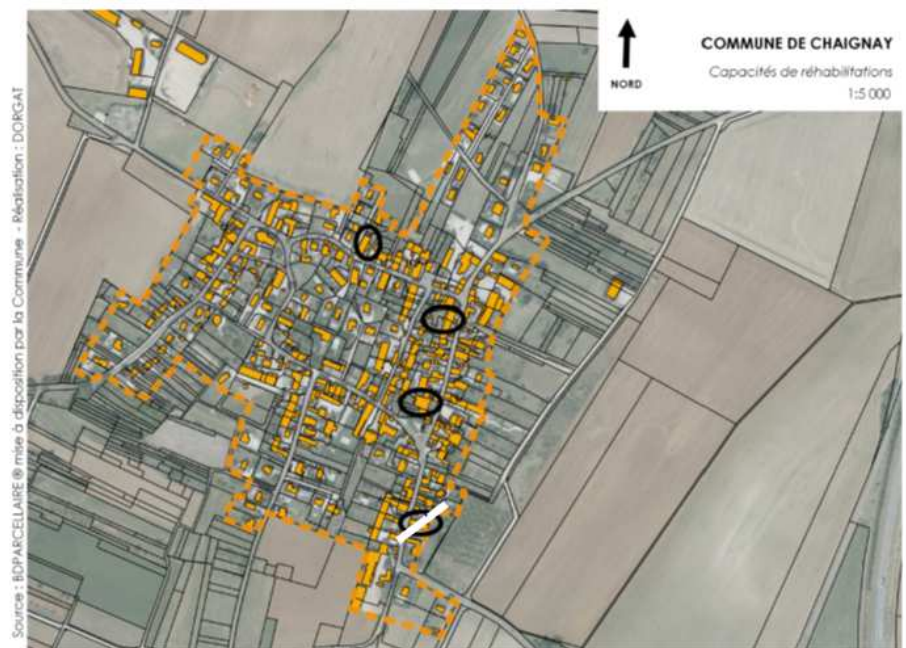 COMMUNE DE CHAIGNAY
Capacités de réhabilitations
1:5 000
NORD
Source : BDPARCELLAIRE ® mise à disposition par la Commune - Réalisation : DORGAT